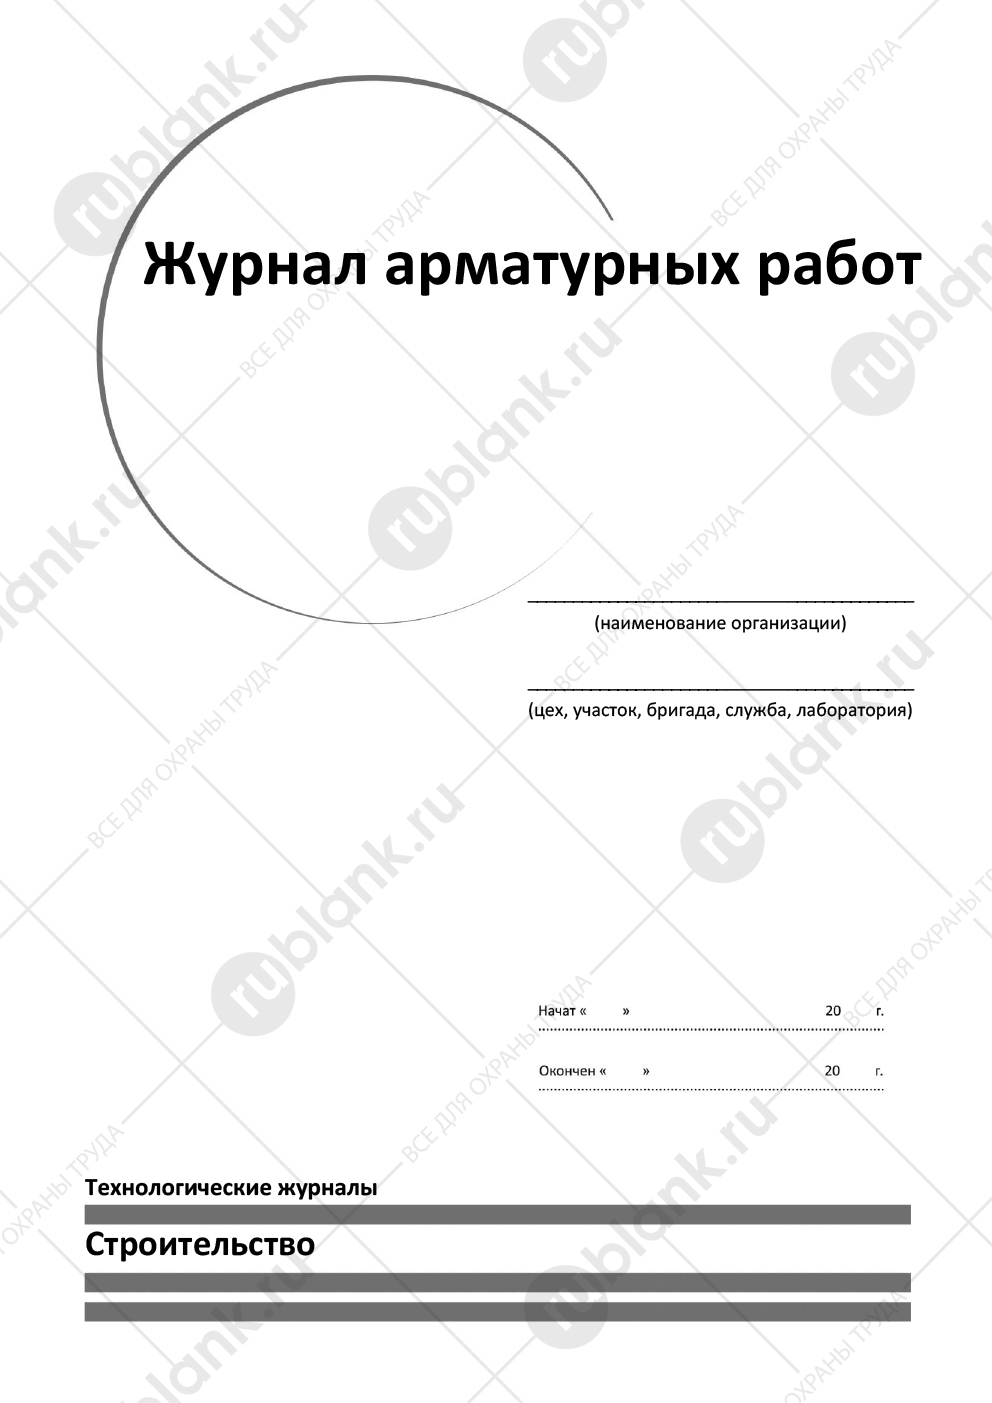 Журнал арматурных работ
(наименование организации)
(цех, участок, бригада, служба, лаборатория)
Начат « » 20 г.
Окончен « » 20 г.
Технологические журналы
Строительство
rublank.ru
ВСЕ ДЛЯ ОХРАНЫ ТРУДА